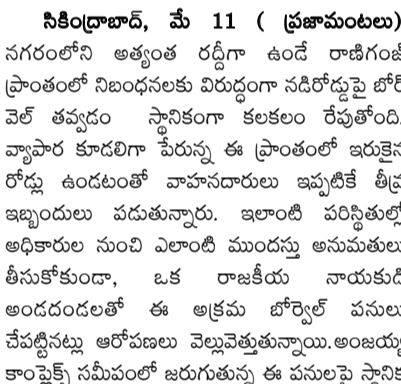 సికింద్రాబాద్, మే 11 ( ప్రజామంటలు)
నగరంలోని అత్యంత రద్దీగా ఉండే రాణిగంజ్
ప్రాంతంలో నిబంధనలకు విరుద్ధంగా నడిరోడ్డుపై బోర్
వెల్ తవ్వడం స్థానికంగా కలకలం రేపుతోంది.
వ్యాపార కూడలిగా పేరున్న ఈ ప్రాంతంలో ఇరుకైన
రోడ్లు ఉండటంతో వాహనదారులు ఇప్పటికే తీవ్ర
ఇబ్బందులు పడుతున్నారు. ఇలాంటి పరిస్థితుల్లో
అధికారుల నుంచి ఎలాంటి ముందస్తు అనుమతులు
తీసుకోకుండా, ఒక రాజకీయ నాయకుడి
అండదండలతో ఈ అక్రమ బోర్వెల్ పనులు
చేపట్టినట్లు ఆరోపణలు వెల్లువెత్తుతున్నాయి.అంజయ్య
కాంప్లెక్స్ సమీపంలో జరుగుతున్న ఈ పనులపై స్థానిక